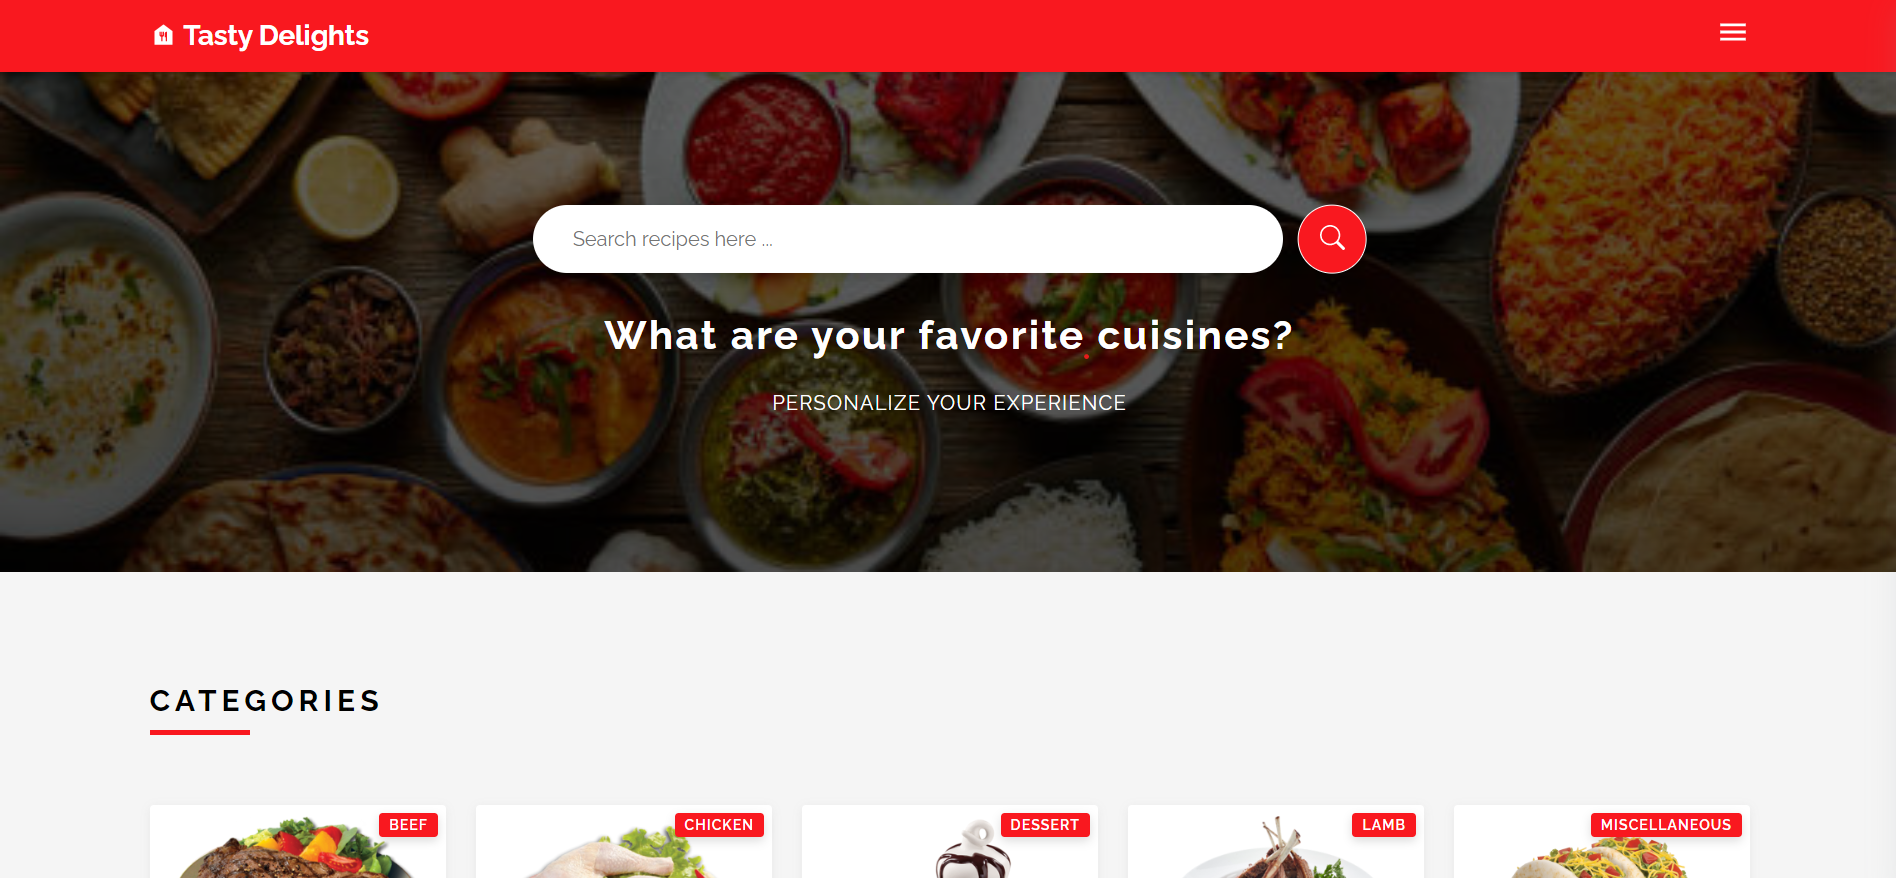 Tasty Delights
Search recipes here ...
What are your favorite cuisines?
PERSONALIZE YOUR EXPERIENCE
CATEGORIES
BEEF
CHICKEN
DESSERT
LAMB
MISCELLANEOUS